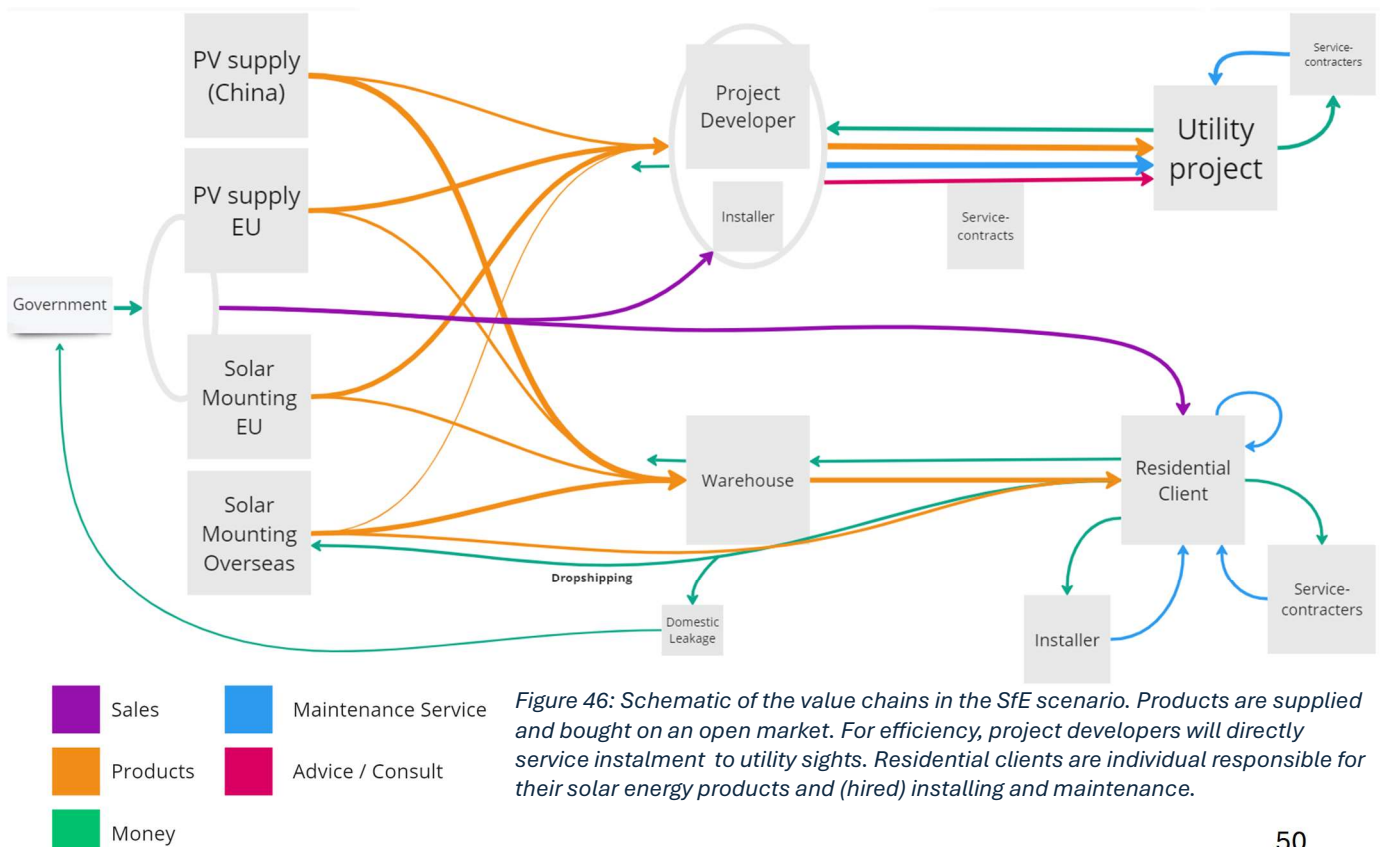 PV supply
(China)
PV supply
EU
Government
Solar
Mounting
EU
Solar
Mounting
Overseas
Project
Developer
Installer
Service-
contracts
Utility
project
Service-
contracters
Warehouse
Residential
Client
Dropshipping
Domestic
Leakage
Installer
Service-
contracters
Sales
Products
Money
Maintenance Service
Advice / Consult
Figure 46: Schematic of the value chains in the SfE scenario. Products are supplied
and bought on an open market. For efficiency, project developers will directly
service instalment  to utility sights. Residential clients are individual responsible for
their solar energy products and (hired) installing and maintenance.
50